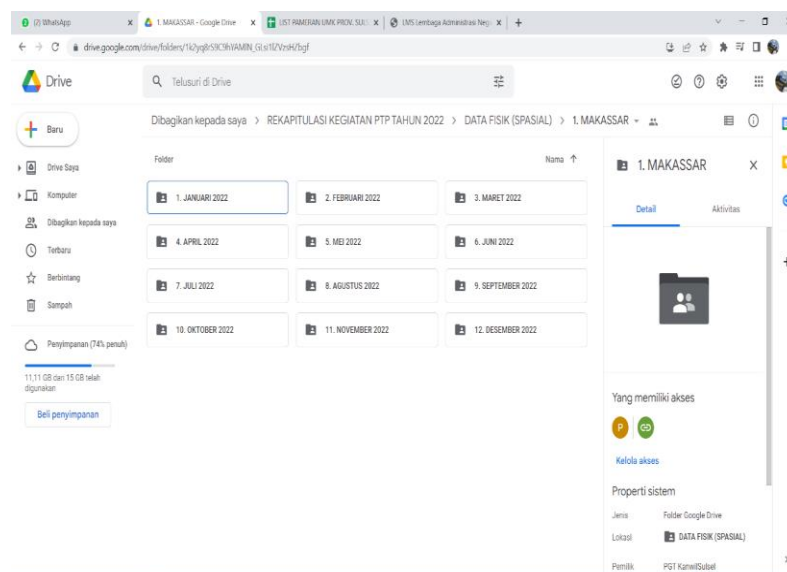 (2) WhatsApp
1. MAKASSAR - Google Drive
LIST PAMERAN UMK PROV. SUL
LMS Lembaga Administrasi Neg
drive.google.com/drive/folders/
Drive
Telusuri di Drive
Baru
Dibagikan kepada saya > REKAPITULASI KEGIATAN PTP TAHUN 2022 > DATA FISIK (SPASIAL) > 1. MAKASSAR
Drive Saya
Komputer
Dibagikan kepada saya
Terbaru
Berbintang
Sampah
Penyimpanan (74% penuh)
11,11 GB dari 15 GB telah
digunakan
Beli penyimpanan
Folder
Nama
1. JANUARI 2022
2. FEBRUARI 2022
3. MARET 2022
4. APRIL 2022
5. MEI 2022
6. JUNI 2022
7. JULI 2022
8. AGUSTUS 2022
9. SEPTEMBER 2022
10. OKTOBER 2022
11. NOVEMBER 2022
12. DESEMBER 2022
1. MAKASSAR
Detail
Aktivitas
Yang memiliki akses
P
Kelola akses
Properti sistem
Jenis Folder Google Drive
Lokasi DATA FISIK (SPASIAL)
Pemilik PGT KanwilSulsel